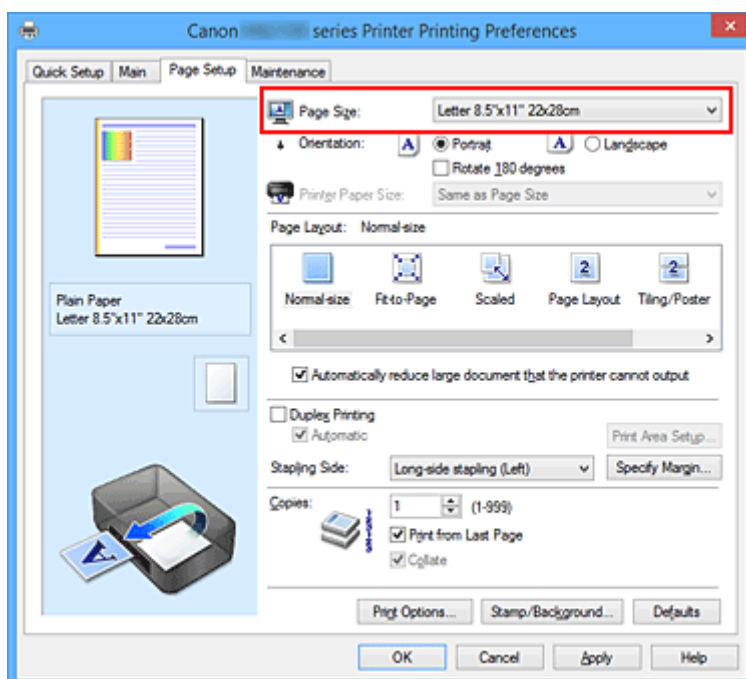 Canon series Printer Printing Preferences
Quick Setup Main Page Setup Maintenance
Page Size: Letter 8.5"x11" 22x28cm
Orientation: A Portrait A Landscape
Rotate 180 degrees
Printer Paper Size: Same as Page Size
Page Layout: Normal-size
2 2
Normal-size Fit-to-Page Scaled Page Layout Tiling/Poster
Plain Paper
Letter 8.5"x11" 22x28cm
Automatically reduce large document that the printer cannot output
Duplex Printing
Automatic Print Area Setup...
Stapling Side: Long-side stapling (Left) Specify Margin...
Copies: 1 (1-999)
Print from Last Page
Collate
A
Print Options... Stamp/Background... Defaults
OK Cancel Apply Help